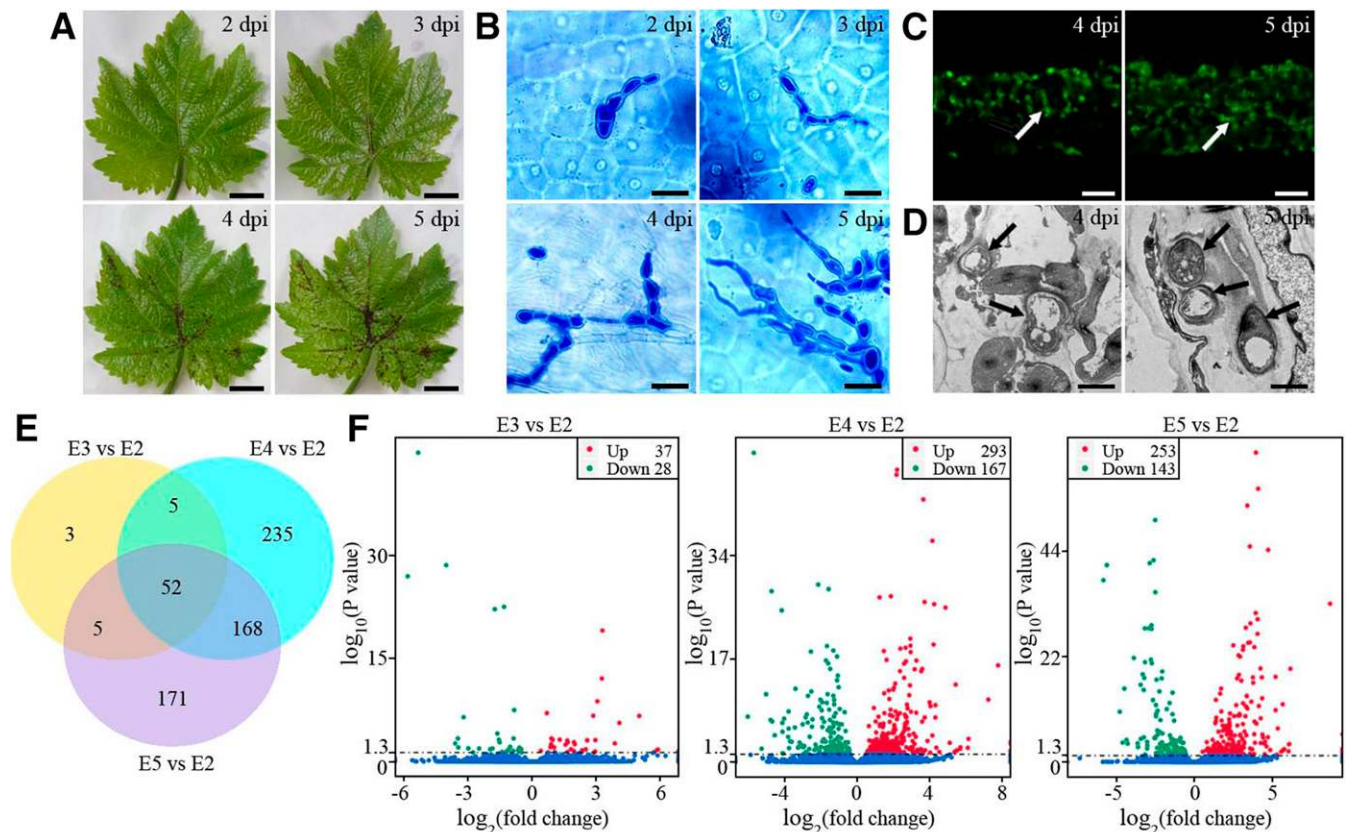 A
2 dpi
3 dpi
4 dpi
5 dpi
B
2 dpi
3 dpi
4 dpi
5 dpi
C
4 dpi
5 dpi
D
4 dpi
5 dpi
E
E3 vs E2
E4 vs E2
3
5
235
52
5
168
171
E5 vs E2
F
E3 vs E2
Up 37
Down 28
log10(P value)
30
15
1.3
0
-6 -3 0 3 6
log2(fold change)
E4 vs E2
Up 293
Down 167
log10(P value)
34
17
1.3
0
-4 0 4 8
log2(fold change)
E5 vs E2
Up 253
Down 143
log10(P value)
44
22
1.3
0
-5 0 5
log2(fold change)